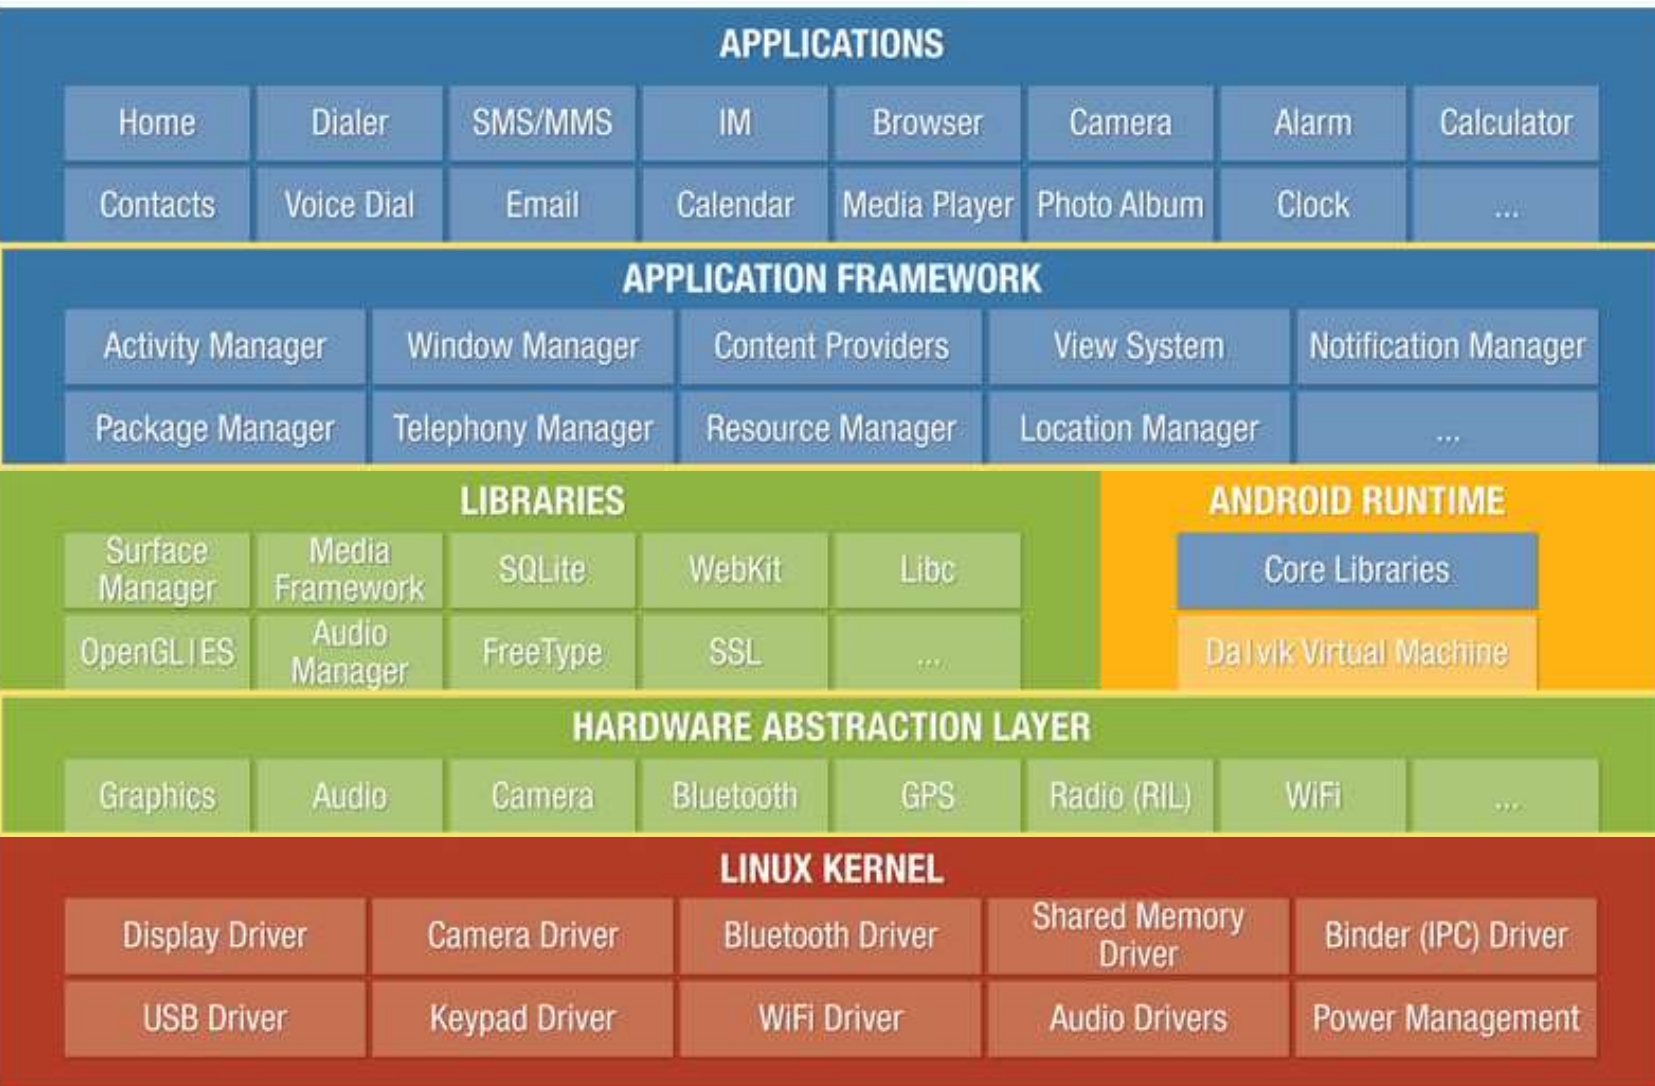 APPLICATIONS
Home Dialer SMS/MMS IM Browser Camera Alarm Calculator
Contacts Voice Dial Email Calendar Media Player Photo Album Clock ...
APPLICATION FRAMEWORK
Activity Manager Window Manager Content Providers View System Notification Manager
Package Manager Telephony Manager Resource Manager Location Manager ...
LIBRARIES
Surface
Manager
Media
Framework
SQLite WebKit Libc
OpenGL|ES
Audio
Manager
FreeType SSL ...
ANDROID RUNTIME
Core Libraries
Dalvik Virtual Machine
HARDWARE ABSTRACTION LAYER
Graphics Audio Camera Bluetooth GPS Radio (RIL) WiFi ...
LINUX KERNEL
Display Driver Camera Driver Bluetooth Driver
Shared Memory
Driver
Binder (IPC) Driver
USB Driver Keypad Driver WiFi Driver Audio Drivers Power Management